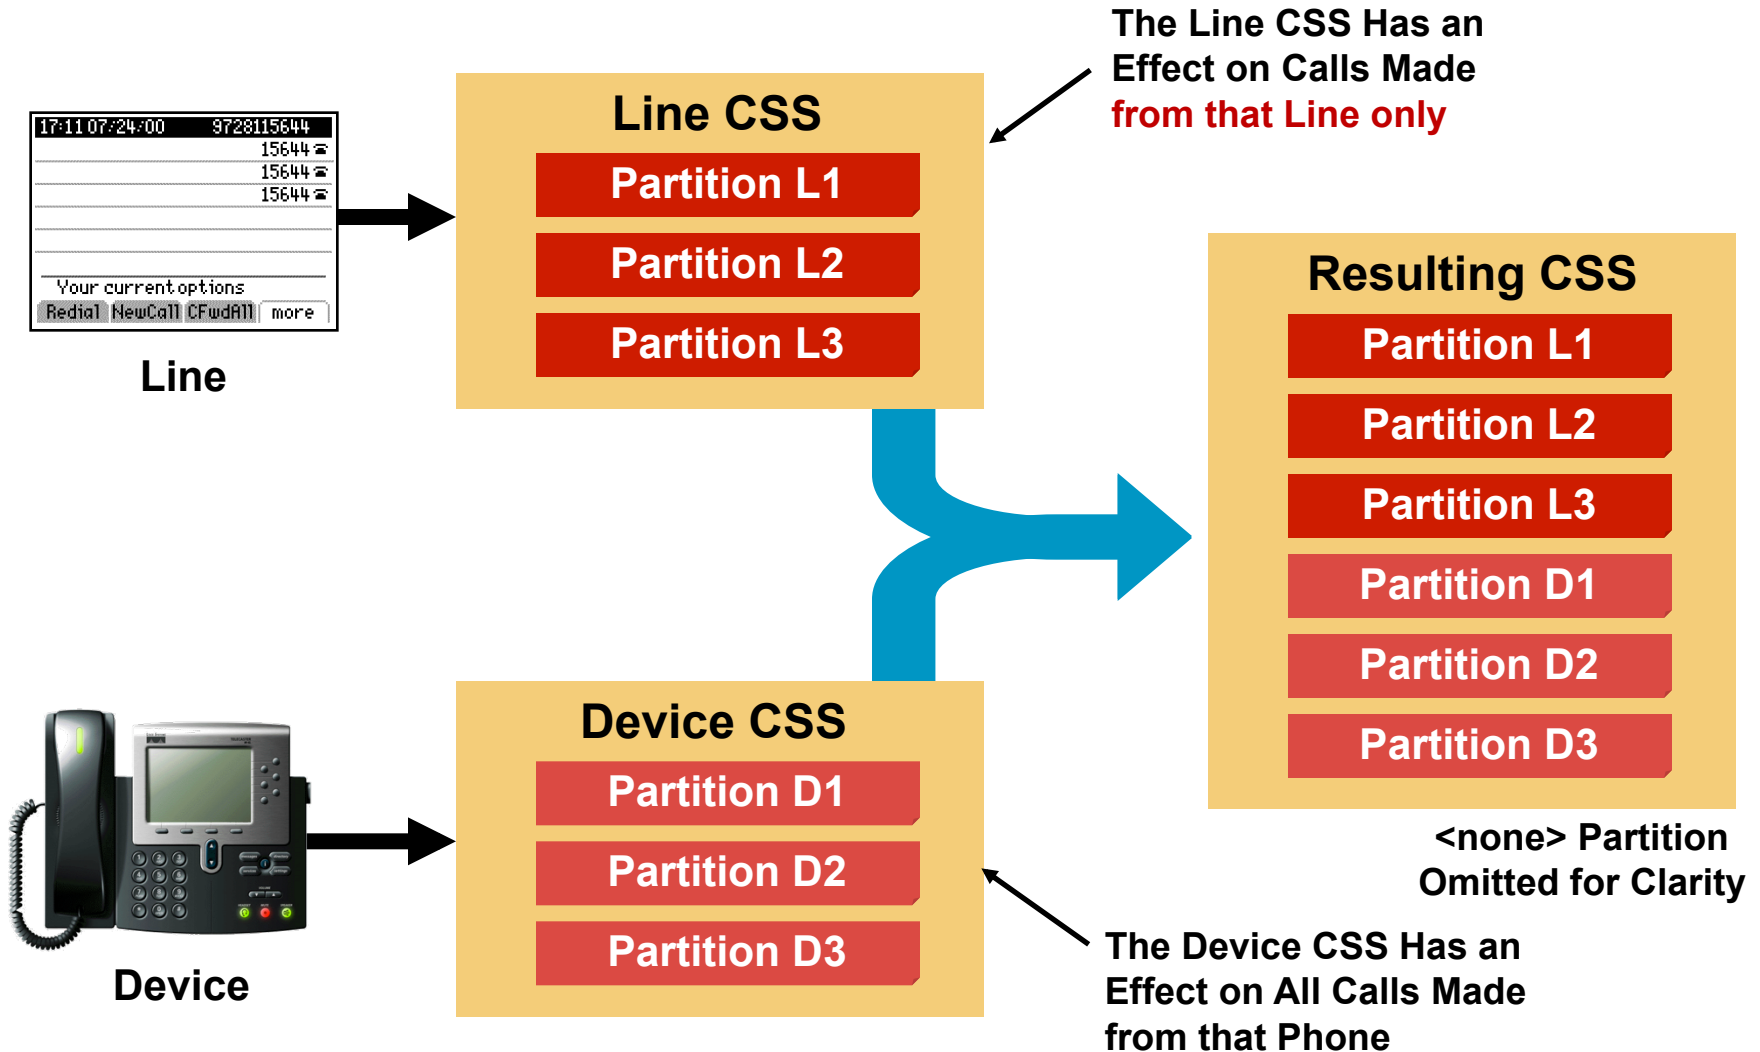 The Line CSS Has an
Effect on Calls Made
from that Line only
17:11 07/24/00 9728115644
15644
15644
15644
Your current options
Redial NewCall CFwdAll more
Line
Line CSS
Partition L1
Partition L2
Partition L3
Resulting CSS
Partition L1
Partition L2
Partition L3
Partition D1
Partition D2
Partition D3
<none> Partition
Omitted for Clarity
Device
Device CSS
Partition D1
Partition D2
Partition D3
The Device CSS Has an
Effect on All Calls Made
from that Phone